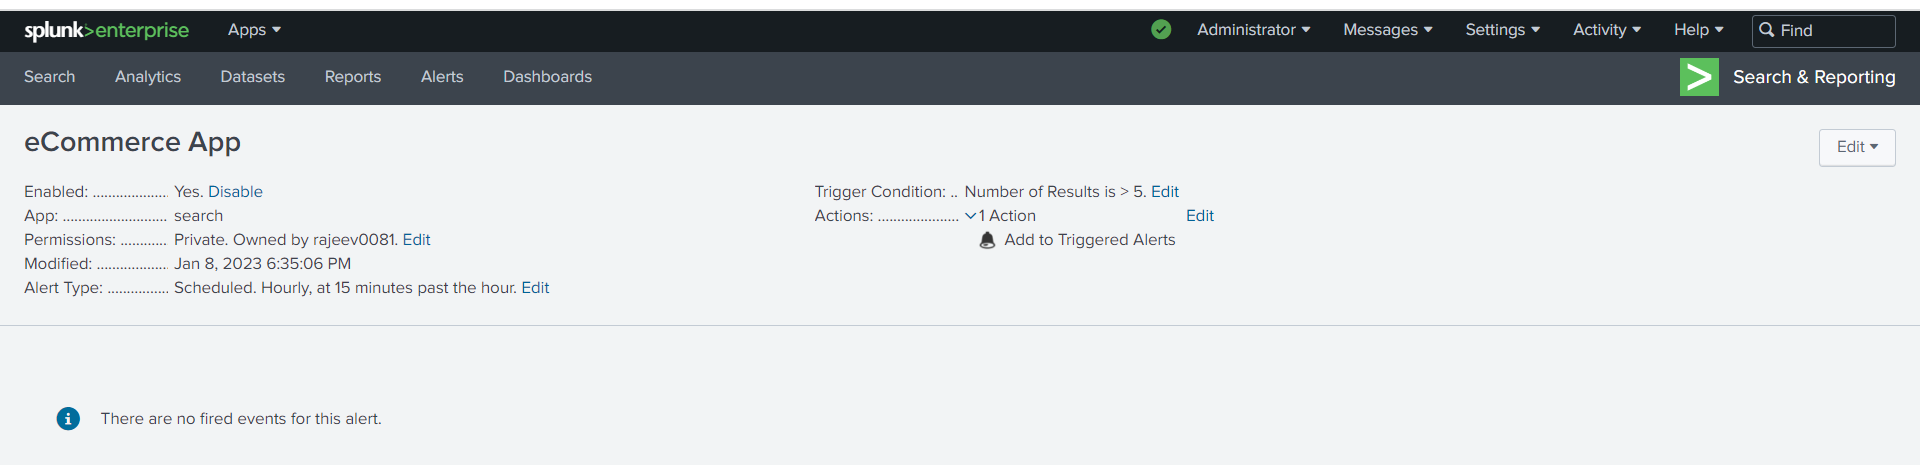 splunk>enterprise Apps Administrator Messages Settings Activity Help Find
Search Analytics Datasets Reports Alerts Dashboards > Search & Reporting
eCommerce App
Edit
Enabled: .................... Yes. Disable
App: ........................... search
Permissions: ............ Private. Owned by rajeev0081. Edit
Modified: ................... Jan 8, 2023 6:35:06 PM
Alert Type: ................ Scheduled. Hourly, at 15 minutes past the hour. Edit
Trigger Condition: .. Number of Results is > 5. Edit
Actions: ..................... 1 Action Edit
Add to Triggered Alerts
There are no fired events for this alert.